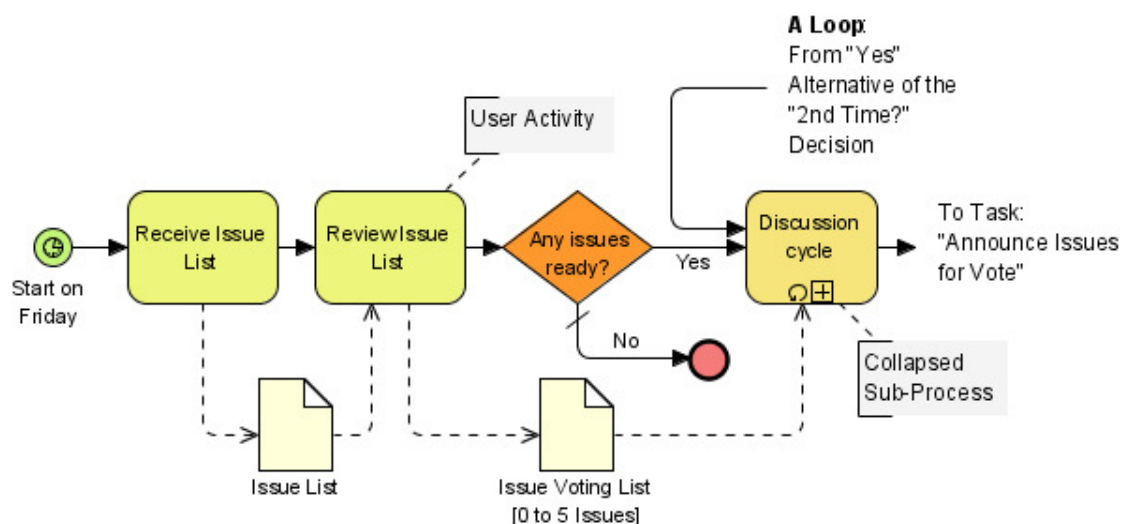 A Loop:
From "Yes"
Alternative of the
"2nd Time?"
Decision
User Activity
Start on
Friday
Receive Issue
List
Review Issue
List
Any issues
ready?
Yes
No
Discussion
cycle
To Task:
"Announce Issues
for Vote"
Collapsed
Sub-Process
Issue List
Issue Voting List
[0 to 5 Issues]